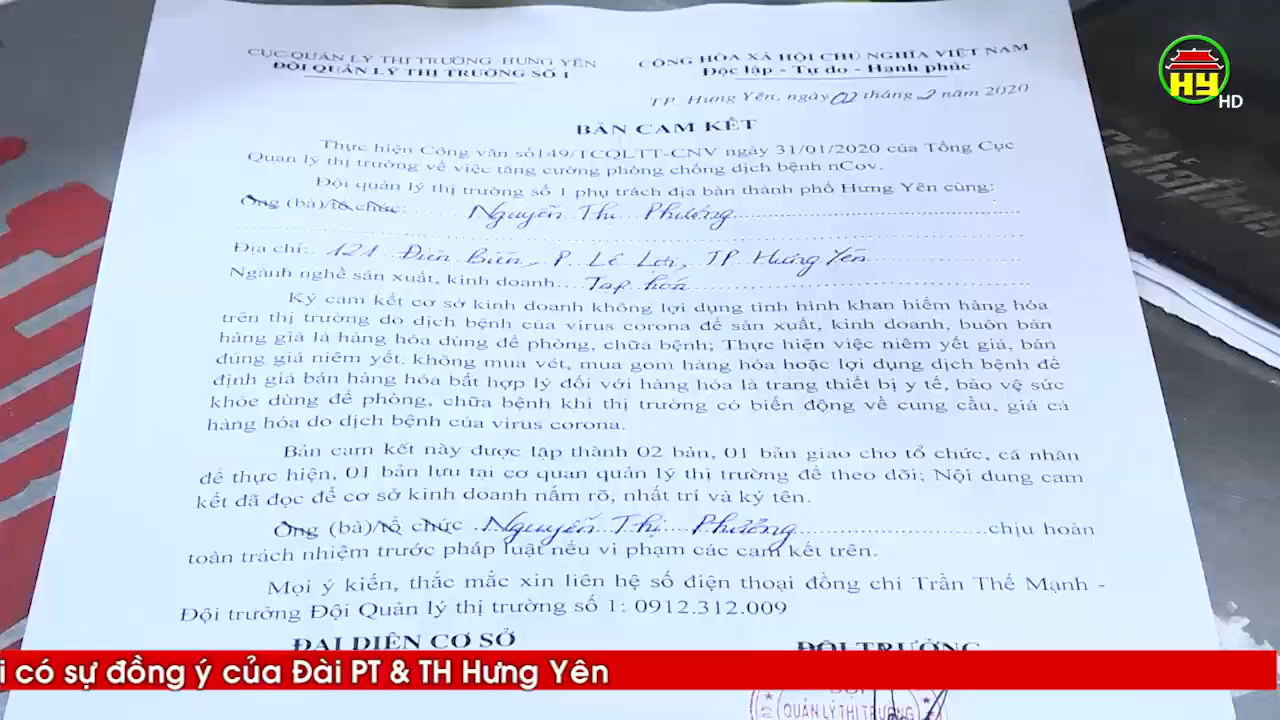 CỤC QUẢN LÝ THỊ TRƯỜNG HƯNG YÊN
ĐỘI QUẢN LÝ THỊ TRƯỜNG SỐ 1
CỘNG HÒA XÃ HỘI CHỦ NGHĨA VIỆT NAM
Độc lập - Tự do - Hạnh phúc
TP. Hưng Yên, ngày 02 tháng 2 năm 2020
HY
HD
BẢN CAM KẾT
Thực hiện Công văn số 149/TCQLTT-CNV ngày 31/01/2020 của Tổng Cục
Quản lý thị trường về việc tăng cường phòng chống dịch bệnh nCov.
Đội quản lý thị trường số 1 phụ trách địa bàn thành phố Hưng Yên cùng:
Ông (bà)/tổ chức: Nguyễn Thị Phưởng
Địa chỉ: 121 Điện Biên, P. Lê Lợi, TP Hưng Yên
Ngành nghề sản xuất, kinh doanh: Tạp hóa
Ký cam kết cơ sở kinh doanh không lợi dụng tình hình khan hiếm hàng hóa
trên thị trường do dịch bệnh của virus corona để sản xuất, kinh doanh, buôn bán
hàng giả là hàng hóa dùng để phòng, chữa bệnh; Thực hiện việc niêm yết giá, bán
đúng giá niêm yết, không mua vét, mua gom hàng hóa hoặc lợi dụng dịch bệnh để
định giá bán hàng hóa bất hợp lý đối với hàng hóa là trang thiết bị y tế, bảo vệ sức
khỏe dùng để phòng, chữa bệnh khi thị trường có biến động về cung cầu, giá cả
hàng hóa do dịch bệnh của virus corona.
Bản cam kết này được lập thành 02 bản, 01 bản giao cho tổ chức, cá nhân
để thực hiện, 01 bản lưu tại cơ quan quản lý thị trường để theo dõi; Nội dung cam
kết đã đọc để cơ sở kinh doanh nắm rõ, nhất trí và ký tên.
Ông (bà)/tổ chức Nguyễn Thị Phưởng chịu hoàn
toàn trách nhiệm trước pháp luật nếu vi phạm các cam kết trên.
Mọi ý kiến, thắc mắc xin liên hệ số điện thoại đồng chí Trần Thế Mạnh -
Đội trưởng Đội Quản lý thị trường số 1: 0912.312.009
ĐẠI DIỆN CƠ SỞ
ĐỘI TRƯỞNG
i có sự đồng ý của Đài PT & TH Hưng Yên
ĐỘI
QUẢN LÝ THỊ TRƯỜNG